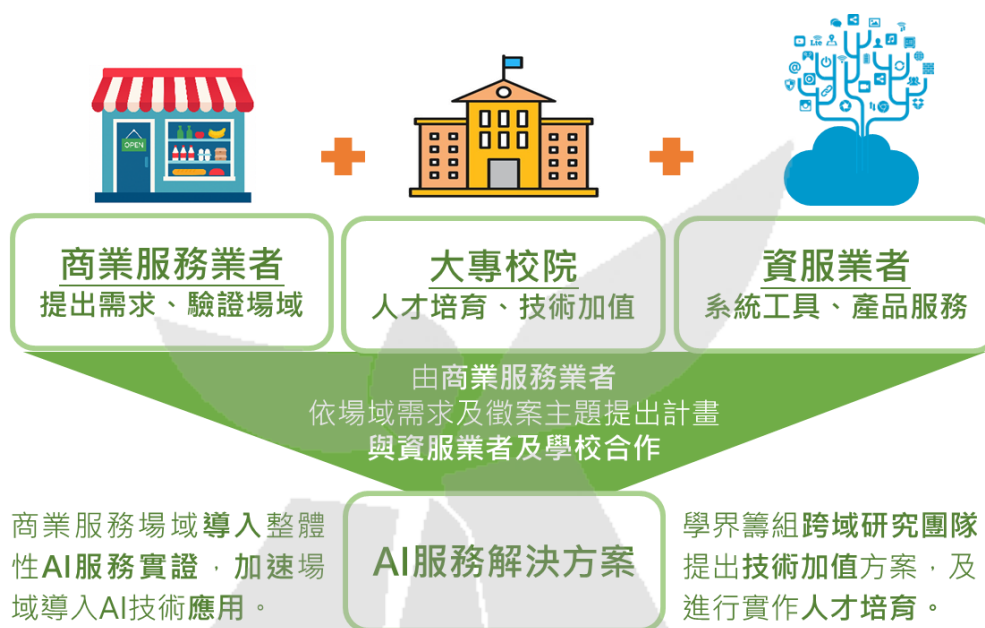 OPEN
商業服務業者
提出需求、驗證場域
大專校院
人才培育、技術加值
資服業者
系統工具、產品服務
由商業服務業者
依場域需求及徵案主題提出計畫
與資服業者及學校合作
商業服務場域導入整體
性AI服務實證，加速場
域導入AI技術應用。
AI服務解決方案
學界籌組跨域研究團隊
提出技術加值方案，及
進行實作人才培育。